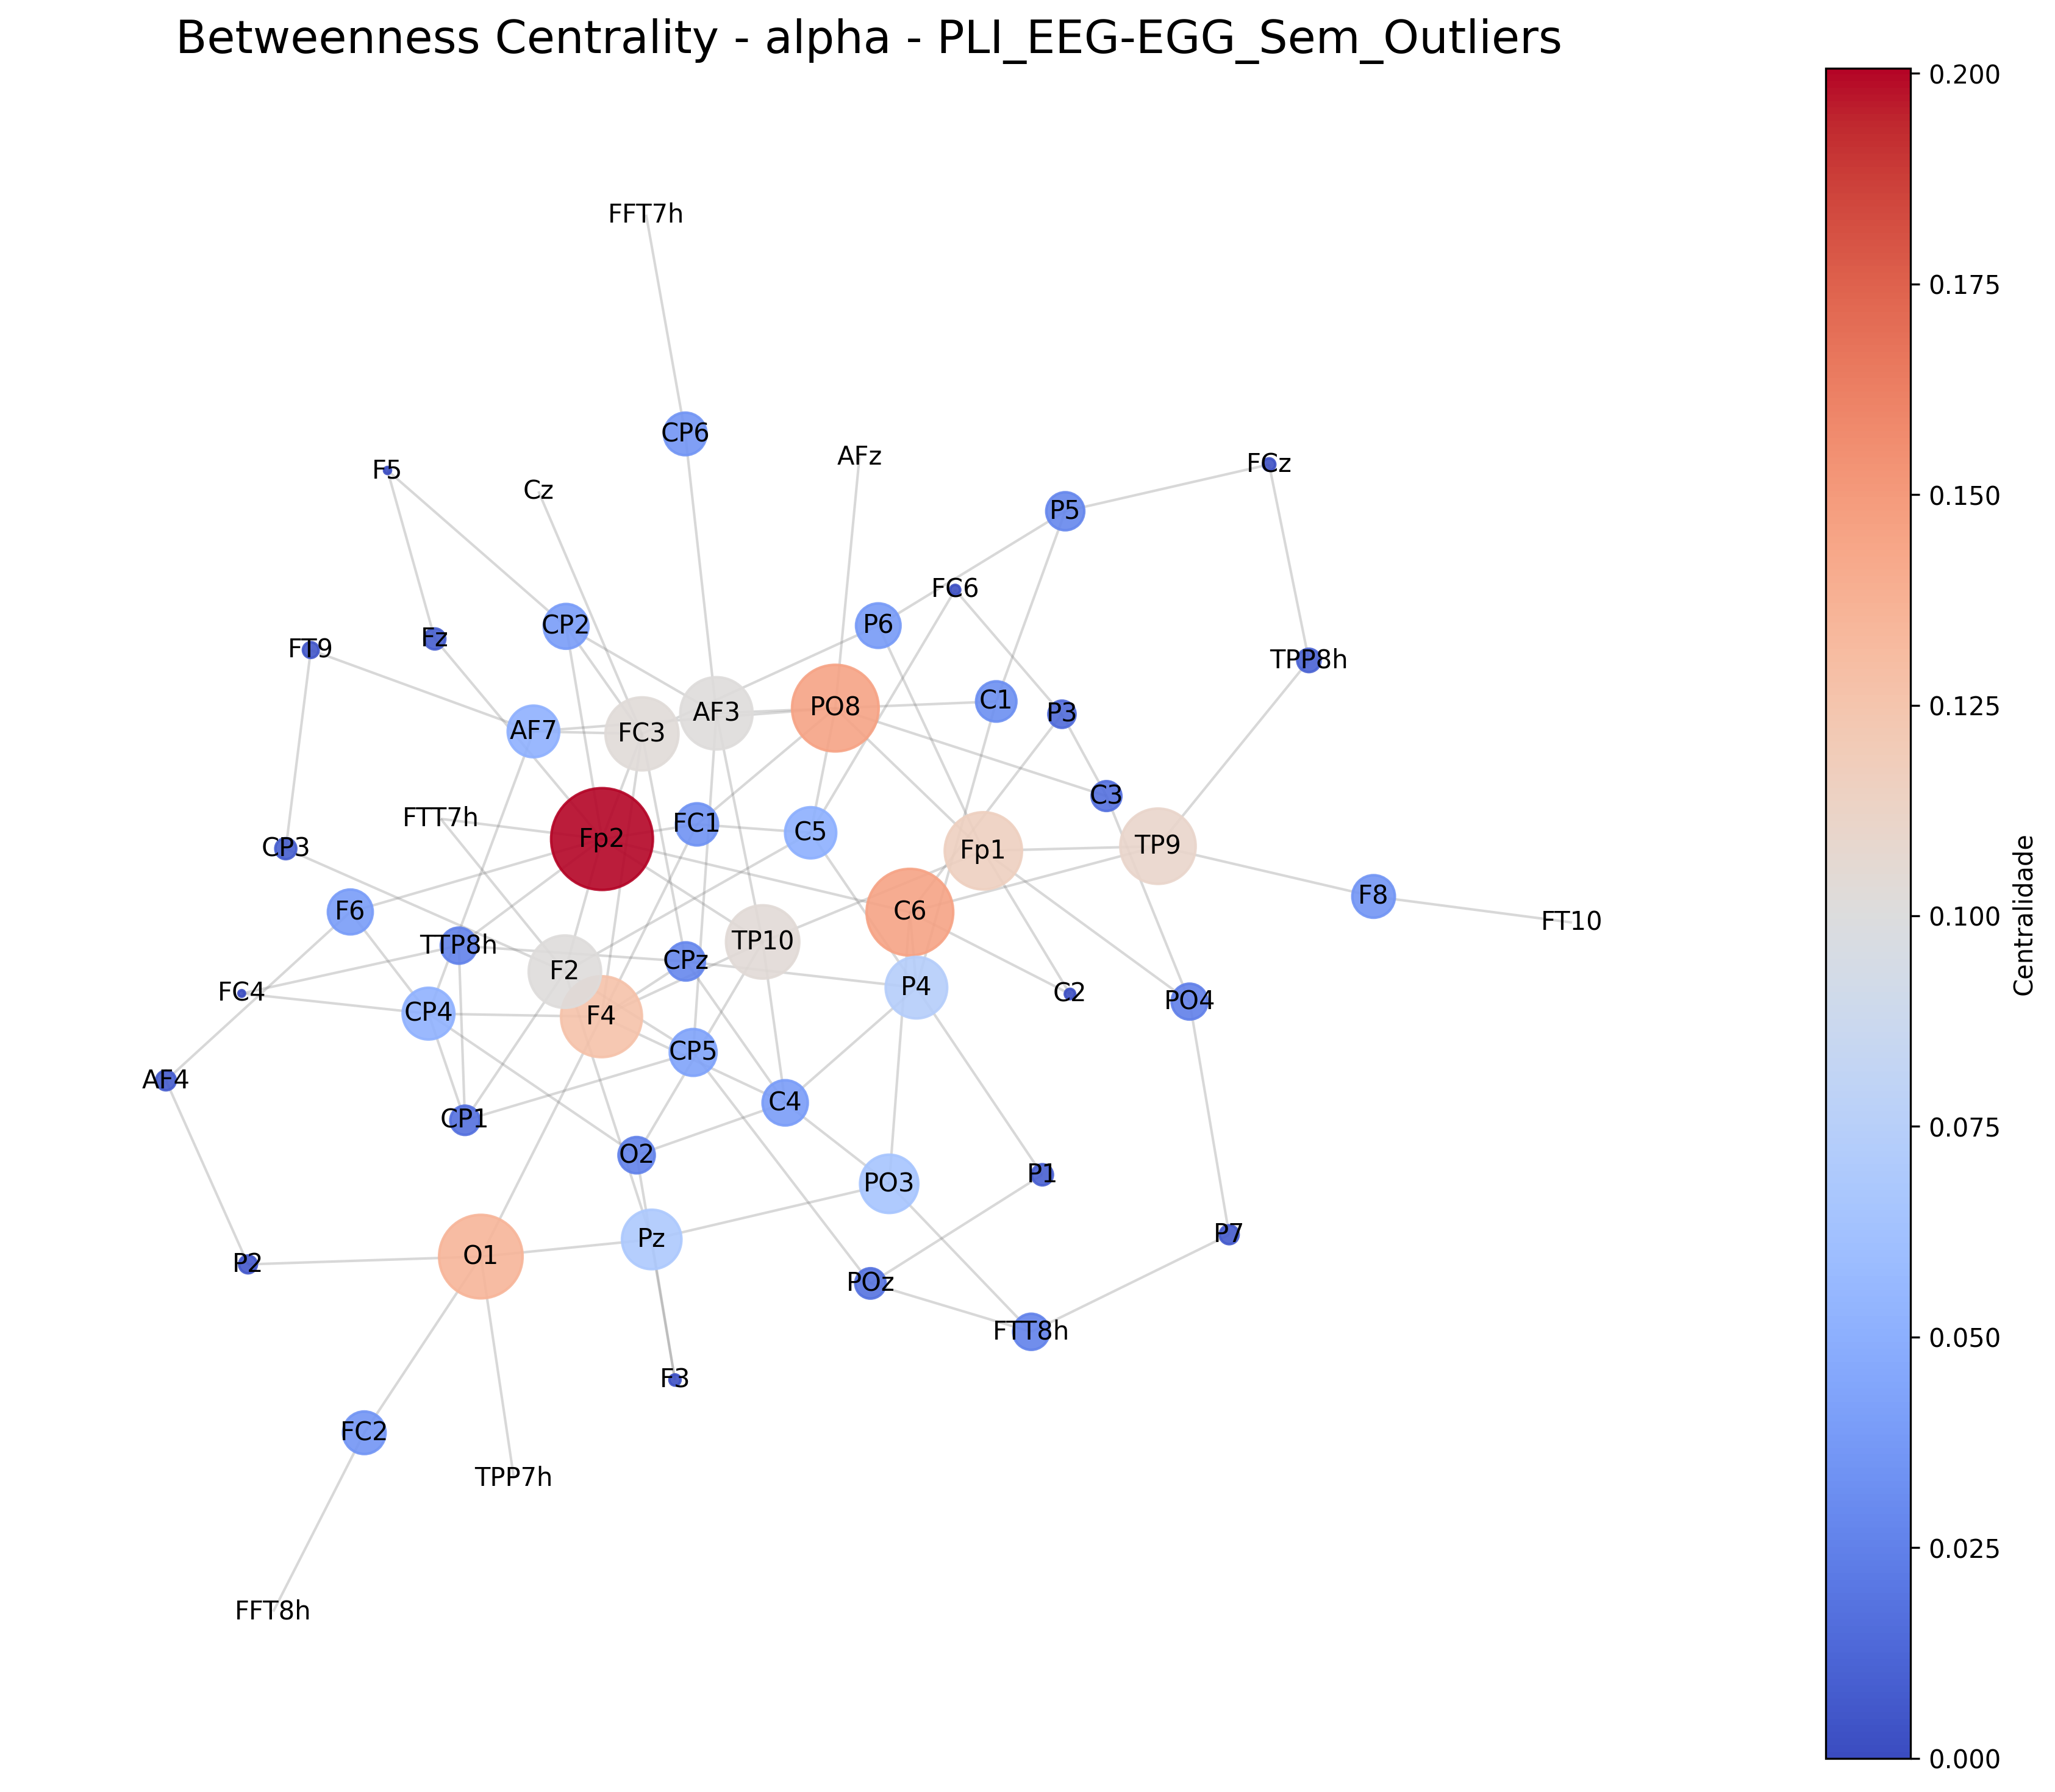 Betweenness Centrality - alpha - PLI_EEG-EGG_Sem_Outliers
0.200
0.175
0.150
0.125
0.100
0.075
0.050
0.025
0.000
Centralidade
FFT7h
CP6
AFz
FCz
F5
Cz
P5
FC6
CP2
P6
Fz
FT9
TPP8h
C1
PO8
AF3
P3
AF7
FC3
C3
FTT7h
FC1
C5
Fp2
TP9
CP3
Fp1
F8
F6
C6
FT10
TP10
TTP8h
CPz
F2
P4
FC4
C2
PO4
CP4
F4
CP5
AF4
C4
CP1
O2
P1
PO3
P7
Pz
O1
P2
POz
FTT8h
F3
FC2
TPP7h
FFT8h